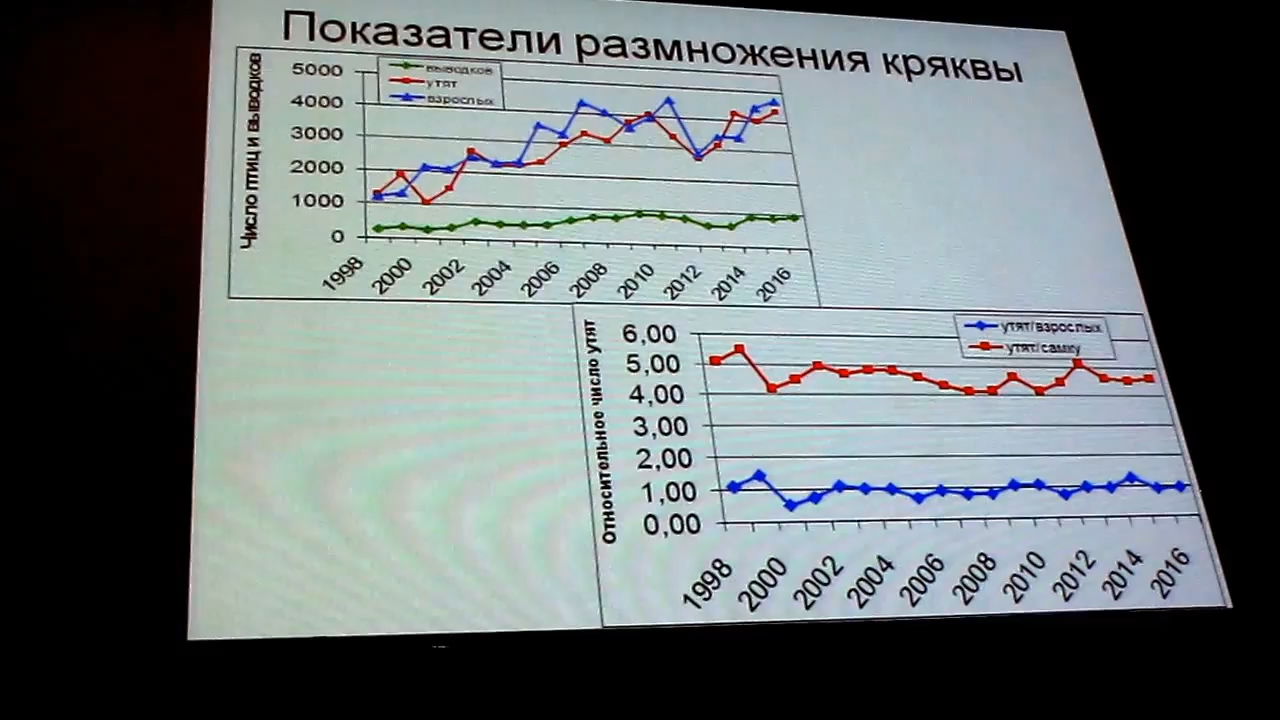 Показатели размножения кряквы
Число птиц и выводков
5000
4000
3000
2000
1000
0
выводков
утят
взрослых
1998 2000 2002 2004 2006 2008 2010 2012 2014 2016
относительное число утят
6,00
5,00
4,00
3,00
2,00
1,00
0,00
утят/взрослых
утят/самку
1998 2000 2002 2004 2006 2008 2010 2012 2014 2016